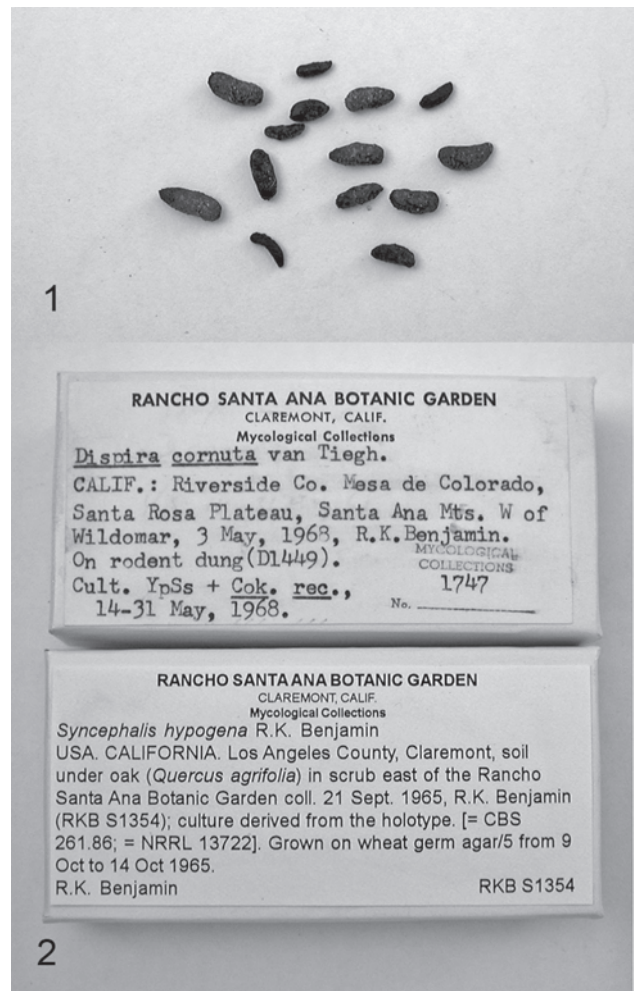 1
RANCHO SANTA ANA BOTANIC GARDEN
CLAREMONT, CALIF.
Mycological Collections
Dispira cornuta van Tiegh.
CALIF.: Riverside Co. Mesa de Colorado,
Santa Rosa Plateau, Santa Ana Mts. W of
Wildomar, 3 May, 1968, R.K.Benjamin.
On rodent dung(D1449).
MYCOLOGICAL
COLLECTIONS
Cult. YpSs + Cok. rec.,
1747
14-31 May, 1968.
No.
RANCHO SANTA ANA BOTANIC GARDEN
CLAREMONT, CALIF.
Mycological Collections
Syncephalis hypogena R.K. Benjamin
USA. CALIFORNIA. Los Angeles County, Claremont, soil
under oak (Quercus agrifolia) in scrub east of the Rancho
Santa Ana Botanic Garden coll. 21 Sept. 1965, R.K. Benjamin
(RKB S1354); culture derived from the holotype. [= CBS
261.86; = NRRL 13722]. Grown on wheat germ agar/5 from 9
Oct to 14 Oct 1965.
R.K. Benjamin RKB S1354
2